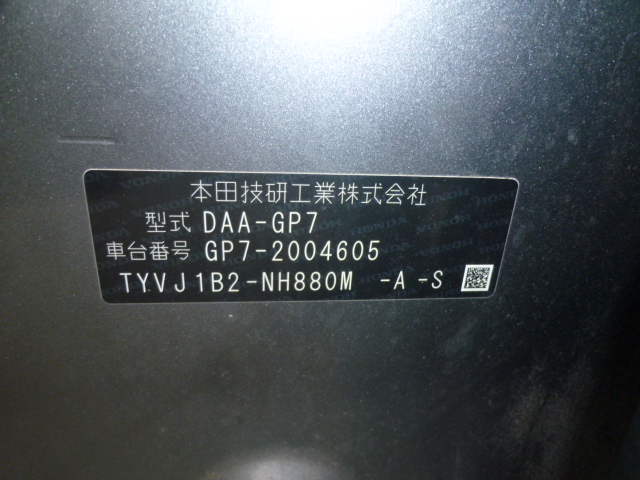 本田技研工業株式会社
型式 DAA-GP7
車台番号 GP7-2004605
TYVJ1B2-NH880M -A -S